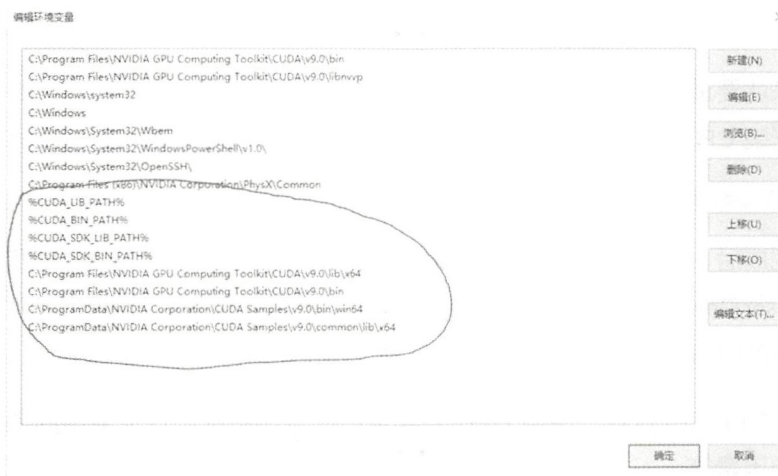 编辑环境变量
C:\Program Files\NVIDIA GPU Computing Toolkit\CUDA\v9.0\bin
C:\Program Files\NVIDIA GPU Computing Toolkit\CUDA\v9.0\libnvvp
C:\Windows\system32
C:\Windows
C:\Windows\System32\Wbem
C:\Windows\System32\WindowsPowerShell\v1.0\
C:\Windows\System32\OpenSSH\
C:\Program Files (x86)\NVIDIA Corporation\PhysX\Common
%CUDA_LIB_PATH%
%CUDA_BIN_PATH%
%CUDA_SDK_LIB_PATH%
%CUDA_SDK_BIN_PATH%
C:\Program Files\NVIDIA GPU Computing Toolkit\CUDA\v9.0\lib\x64
C:\Program Files\NVIDIA GPU Computing Toolkit\CUDA\v9.0\bin
C:\ProgramData\NVIDIA Corporation\CUDA Samples\v9.0\bin\win64
C:\ProgramData\NVIDIA Corporation\CUDA Samples\v9.0\common\lib\x64
新建(N)
编辑(E)
浏览(B)...
删除(D)
上移(U)
下移(O)
编辑文本(T)...
确定
取消